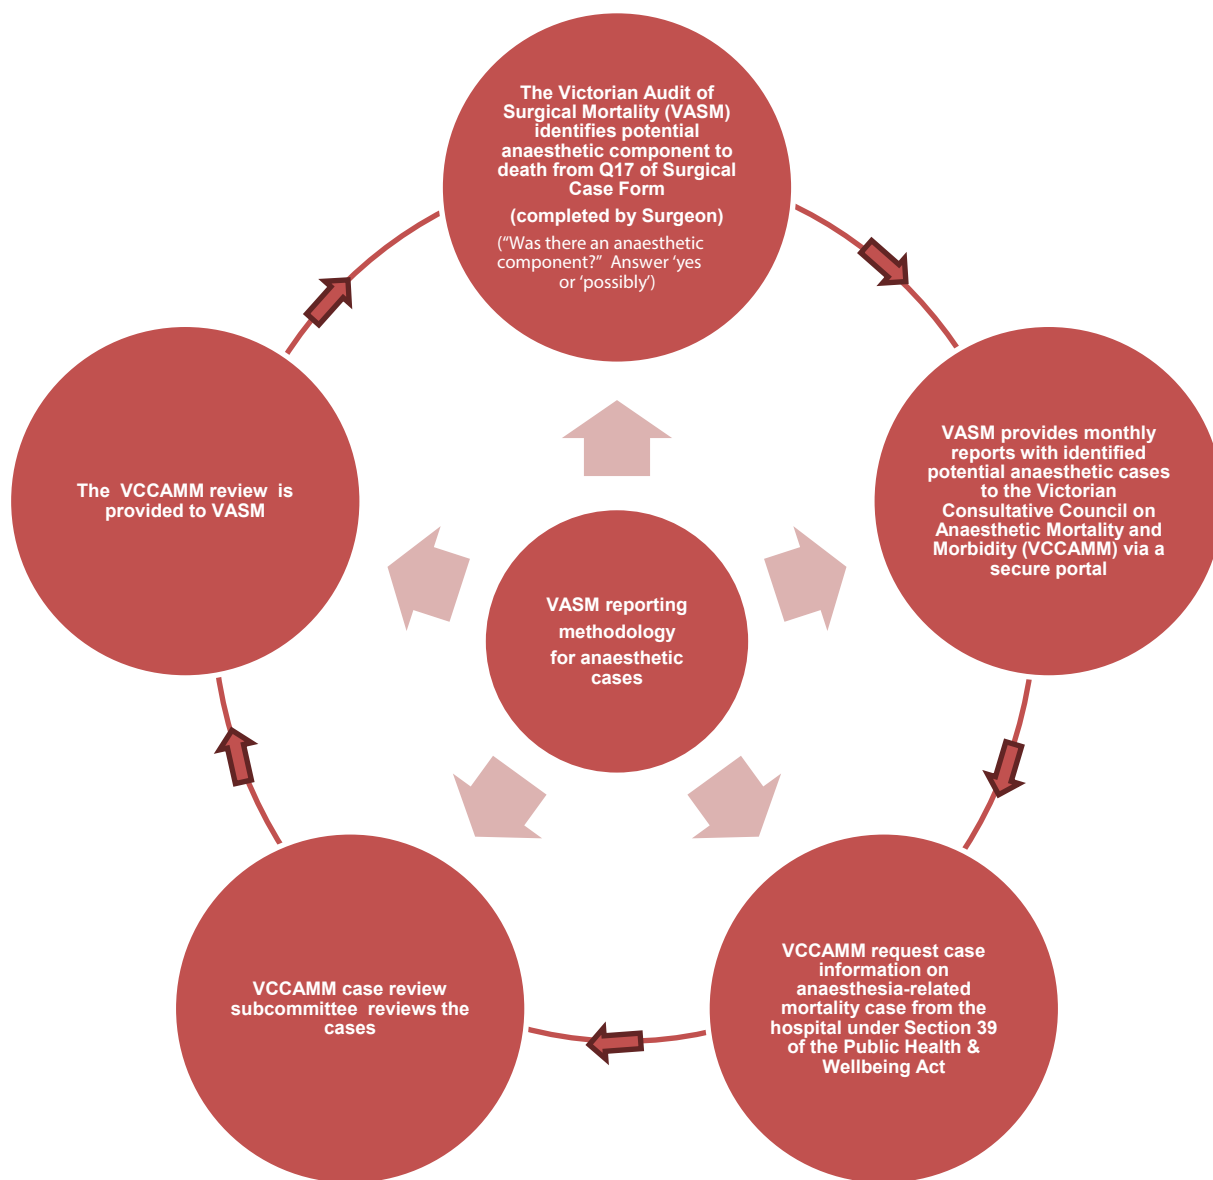 The Victorian Audit of
Surgical Mortality (VASM)
identifies potential
anaesthetic component to
death from Q17 of Surgical
Case Form
(completed by Surgeon)
(“Was there an anaesthetic
component?”  Answer ‘yes
or ‘possibly’)
VASM provides monthly
reports with identified
potential anaesthetic cases
to the Victorian
Consultative Council on
Anaesthetic Mortality and
Morbidity (VCCAMM) via a
secure portal
VCCAMM request case
information on
anaesthesia-related
mortality case from the
hospital under Section 39
of the Public Health &
Wellbeing Act
VCCAMM case review
subcommittee  reviews the
cases
The  VCCAMM review  is
provided to VASM
VASM reporting
methodology
for anaesthetic
cases